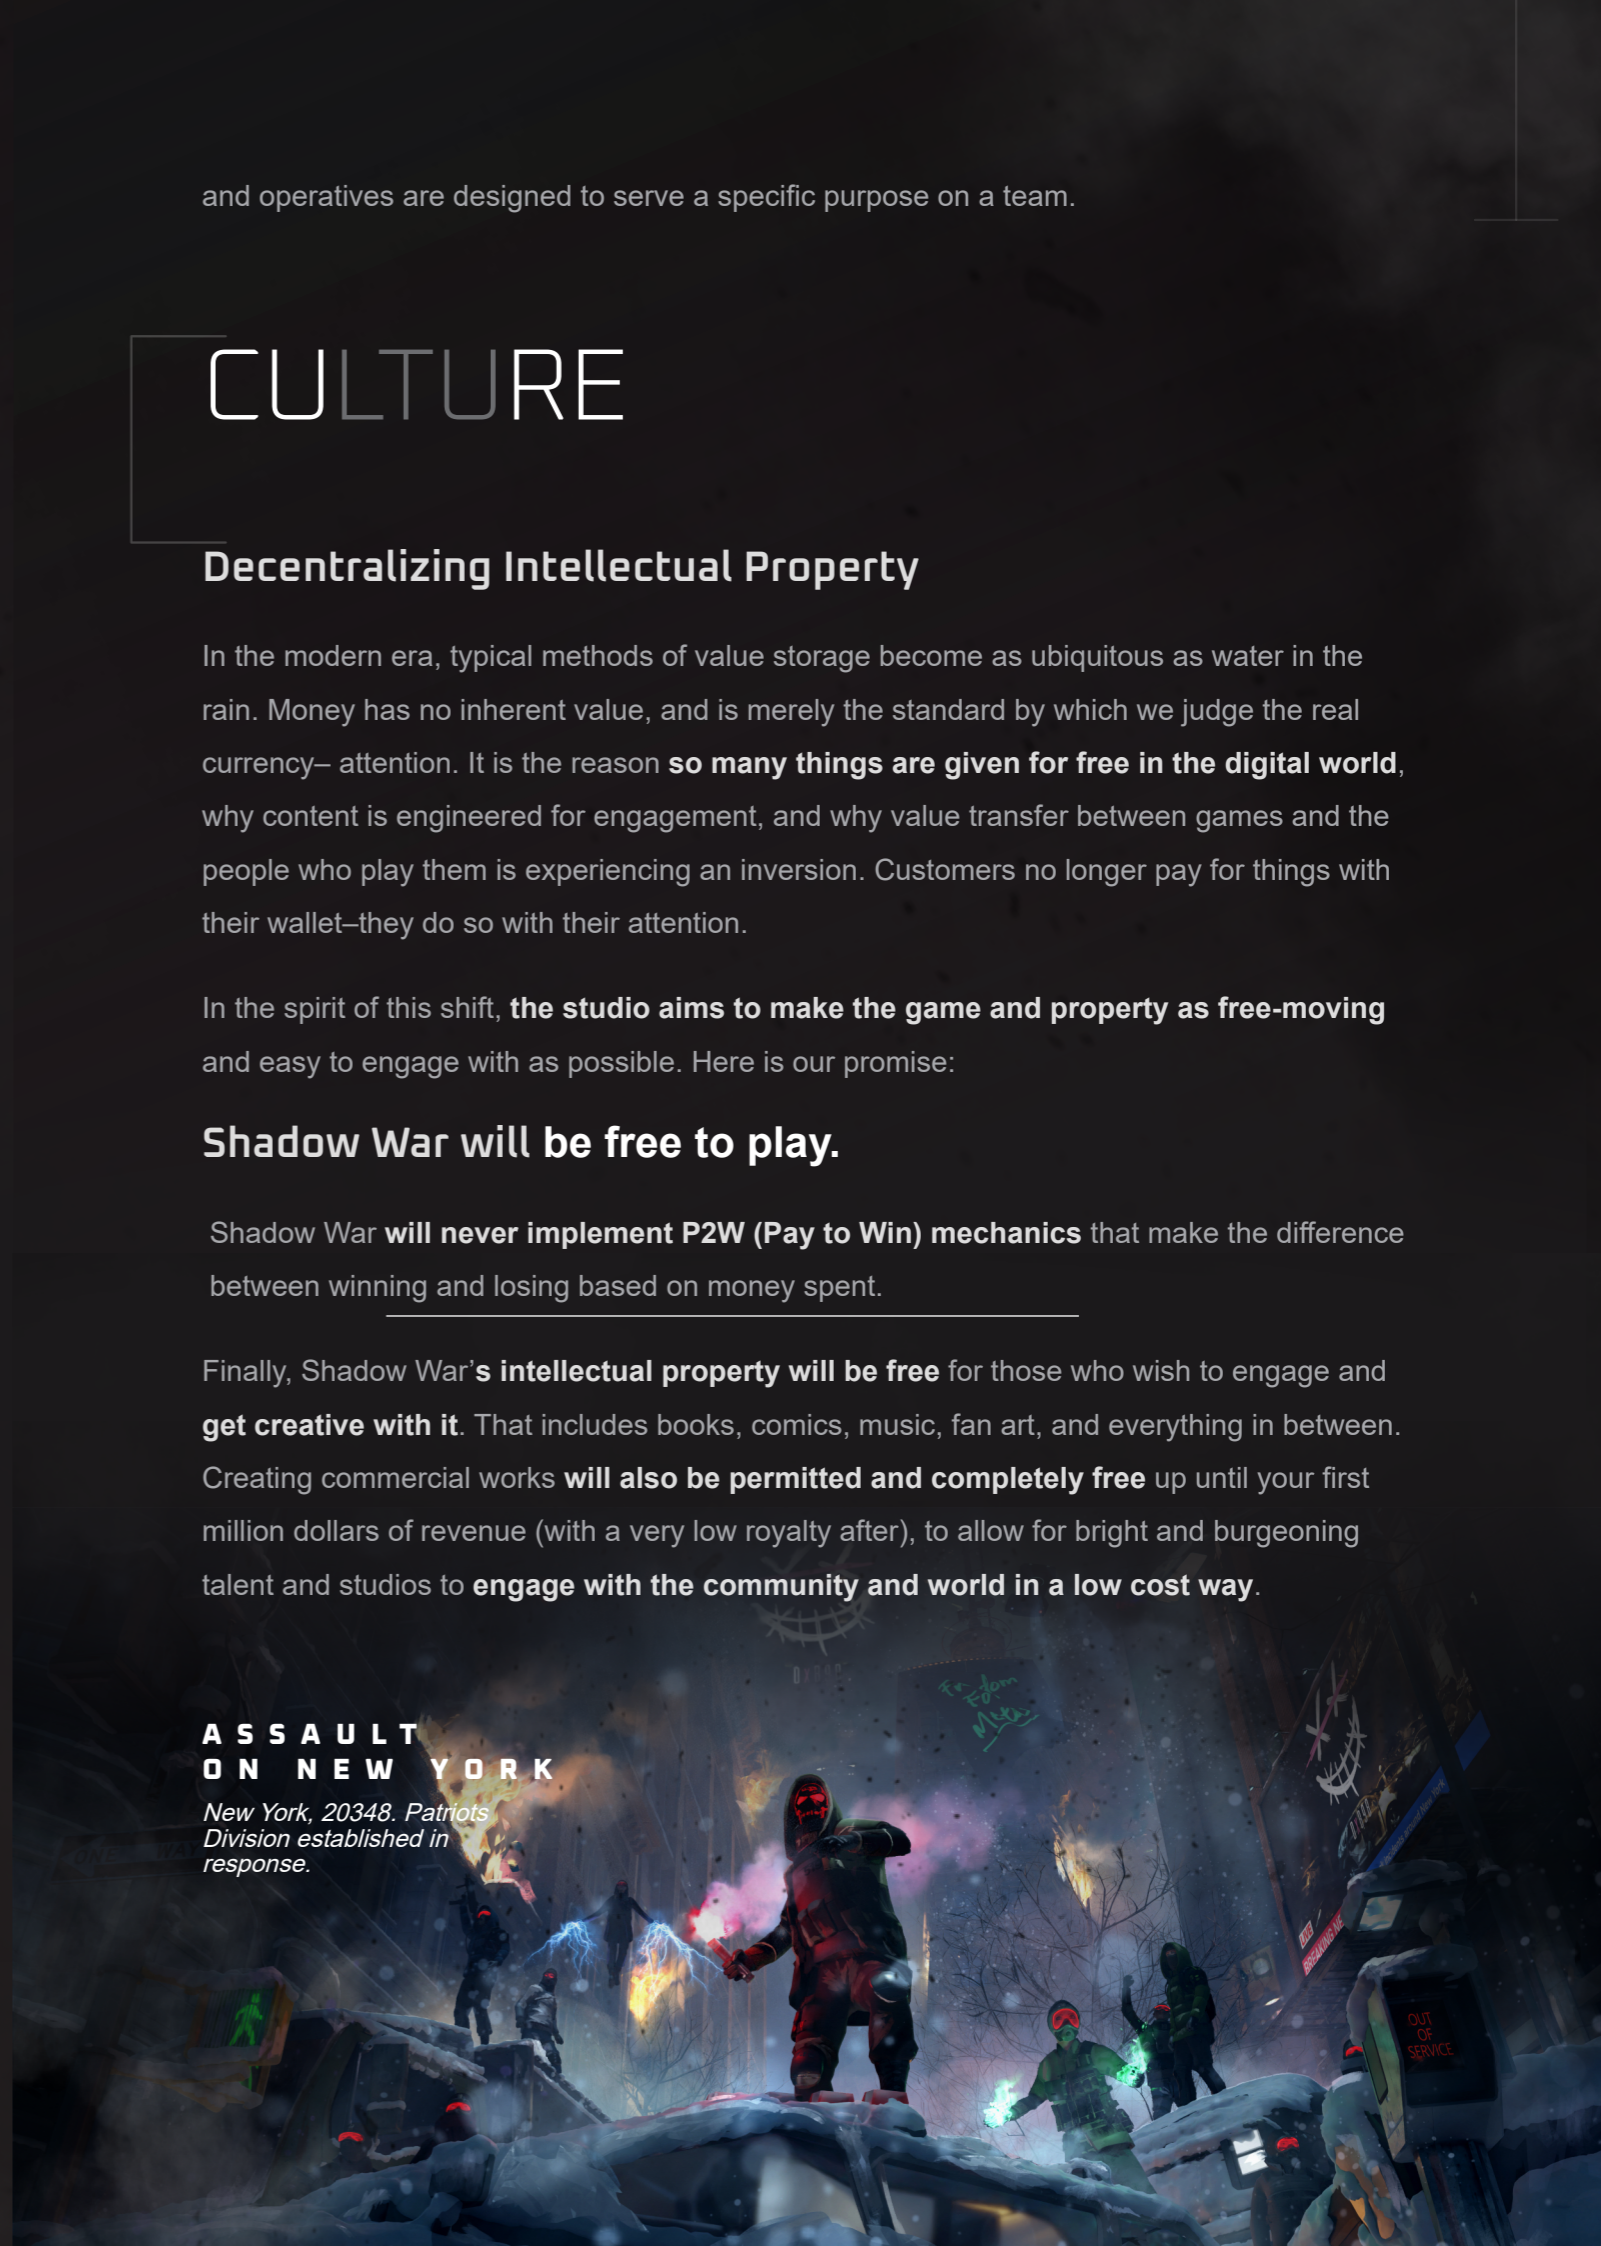 and operatives are designed to serve a specific purpose on a team.
CULTURE
Decentralizing Intellectual Property
In the modern era, typical methods of value storage become as ubiquitous as water in the
rain. Money has no inherent value, and is merely the standard by which we judge the real
currency– attention. It is the reason so many things are given for free in the digital world,
why content is engineered for engagement, and why value transfer between games and the
people who play them is experiencing an inversion. Customers no longer pay for things with
their wallet–they do so with their attention.
In the spirit of this shift, the studio aims to make the game and property as free-moving
and easy to engage with as possible. Here is our promise:
Shadow War will be free to play.
Shadow War will never implement P2W (Pay to Win) mechanics that make the difference
between winning and losing based on money spent.
Finally, Shadow War’s intellectual property will be free for those who wish to engage and
get creative with it. That includes books, comics, music, fan art, and everything in between.
Creating commercial works will also be permitted and completely free up until your first
million dollars of revenue (with a very low royalty after), to allow for bright and burgeoning
talent and studios to engage with the community and world in a low cost way.
ASSAULT
ON NEW YORK
New York, 20348. Patriots
Division established in
response.
ONE WAY
BREAKING NE
OUT
OF
SERVICE